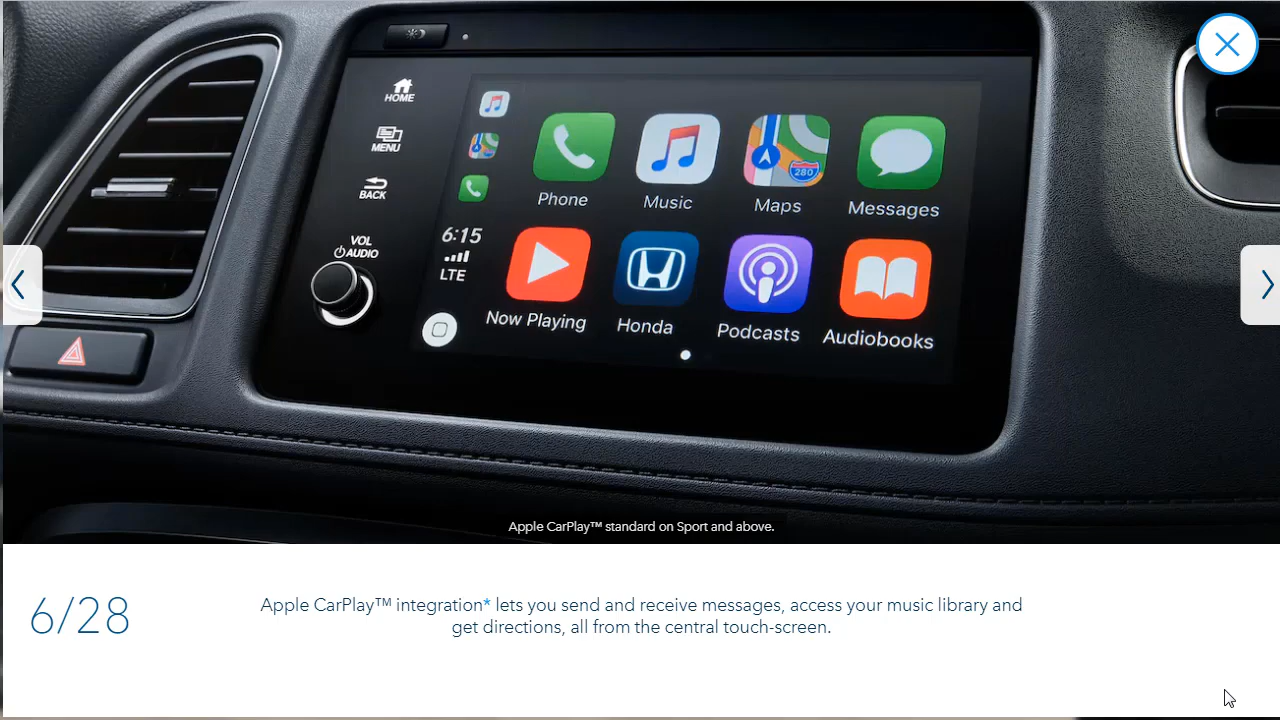 HOME
MENU
BACK
VOL
AUDIO
6:15
LTE
Phone
Music
280
Maps
Messages
Now Playing
Honda
Podcasts
Audiobooks
Apple CarPlay™ standard on Sport and above.
6/28
Apple CarPlay™ integration* lets you send and receive messages, access your music library and
get directions, all from the central touch-screen.